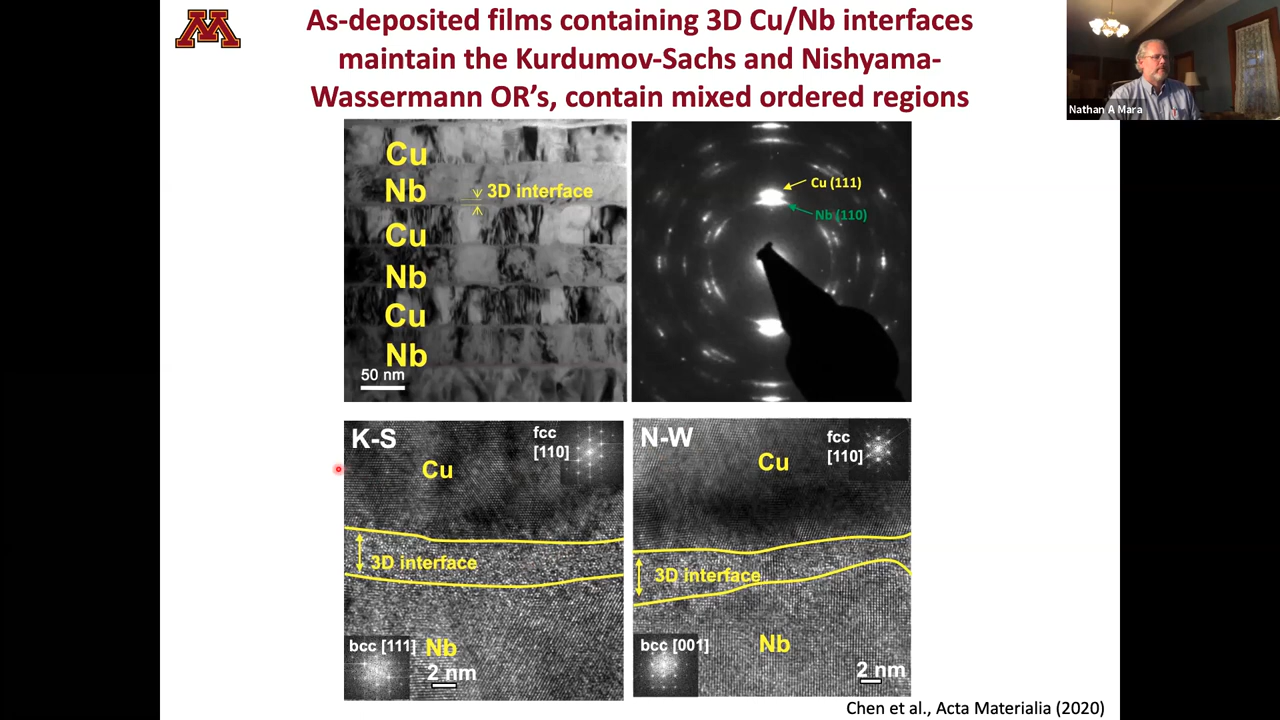 As-deposited films containing 3D Cu/Nb interfaces
maintain the Kurdumov-Sachs and Nishyama-
Wassermann OR's, contain mixed ordered regions
Nathan A Mara
Cu
Nb
3D interface
Cu
Nb
Cu
Nb
50 nm
Cu (111)
Nb (110)
K-S
fcc
[110]
Cu
3D interface
bcc [111]
Nb
2 nm
N-W
fcc
[110]
Cu
3D interface
bcc [001]
Nb
2 nm
Chen et al., Acta Materialia (2020)